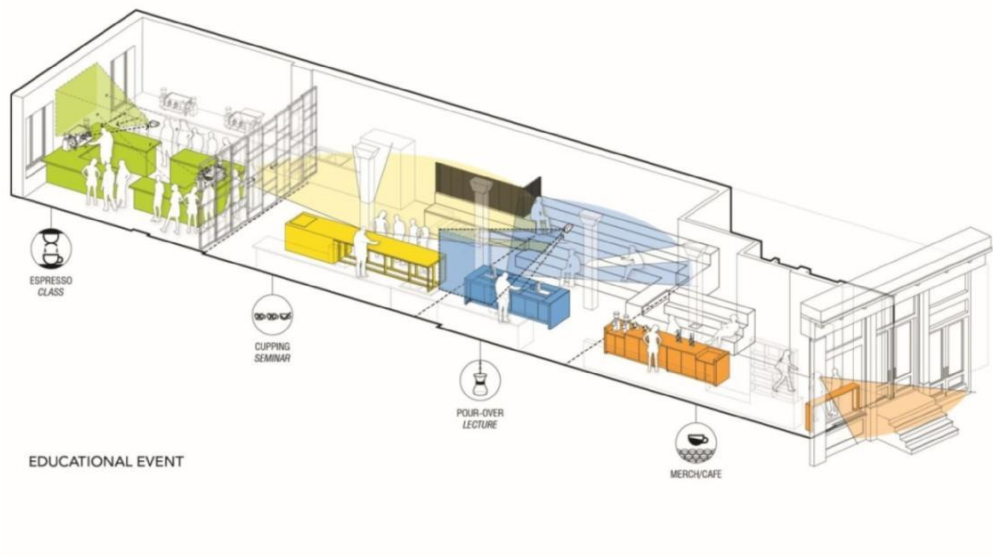 ESPRESSO
CLASS
CUPPING
SEMINAR
POUR-OVER
LECTURE
MERCH/CAFE
EDUCATIONAL EVENT